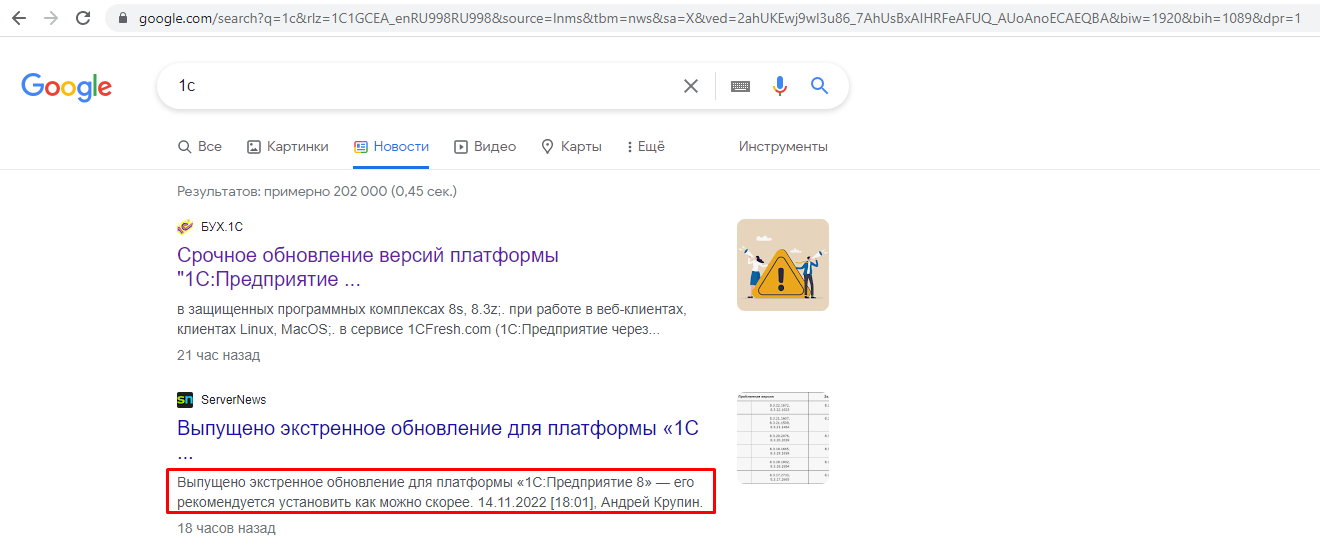 google.com/search?q=1c&rlz=1C1GCEA_enRU998RU998&source=lnms&tbm=nws&sa=X&ved=2ahUKEwj9wl3u86_7AhUsBxAIHRFeAFUQ_AUoAnoECAEQBA&biw=1920&bih=1089&dpr=1
Google
1c
Все Картинки Новости Видео Карты Ещё Инструменты
Результатов: примерно 202 000 (0,45 сек.)
БУХ.1С
Срочное обновление версий платформы
"1С:Предприятие ...
в защищенных программных комплексах 8s, 8.3z;. при работе в веб-клиентах,
клиентах Linux, MacOS;. в сервисе 1CFresh.com (1С:Предприятие через...
21 час назад
sn ServerNews
Выпущено экстренное обновление для платформы «1С
...
Выпущено экстренное обновление для платформы «1С:Предприятие 8» — его
рекомендуется установить как можно скорее. 14.11.2022 [18:01], Андрей Крупин.
18 часов назад